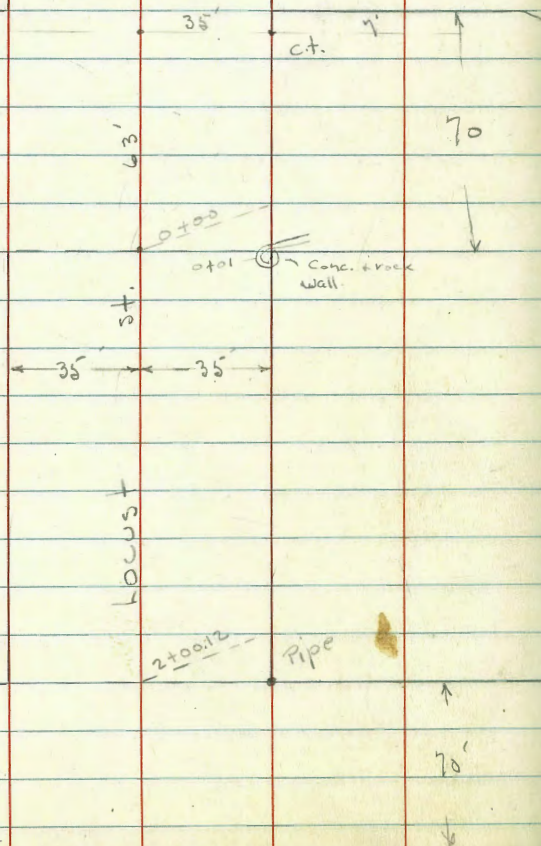 35' 7'
c.t.
63'
70
0+00
0+01 Conc. & rock
wall
35' 35'
Locust St.
2+00.12 Pipe
70'